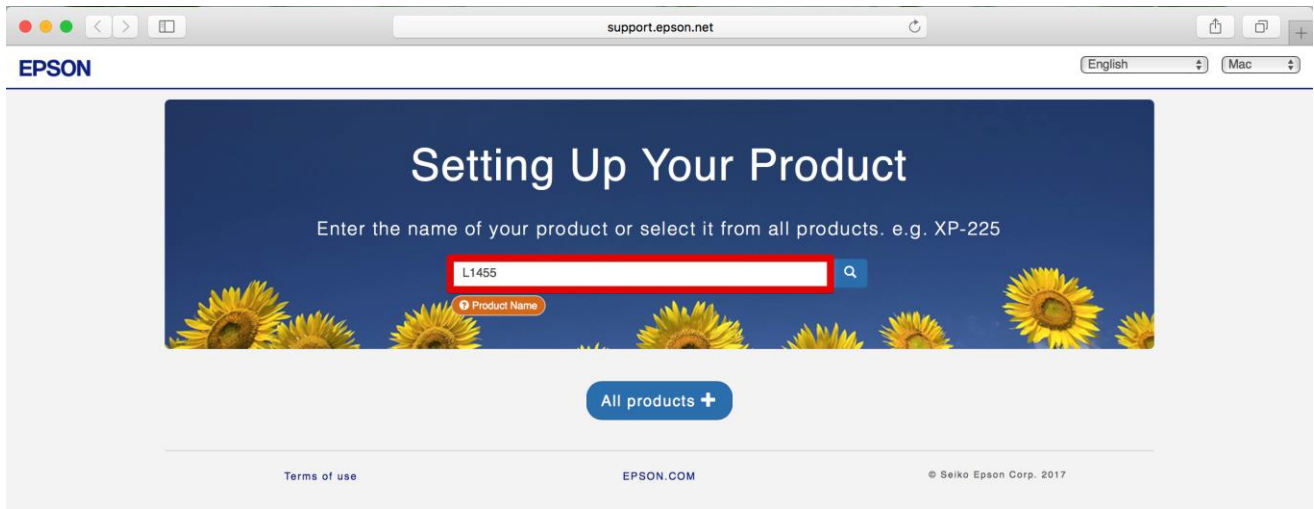 support.epson.net
EPSON
English
Mac
Setting Up Your Product
Enter the name of your product or select it from all products. e.g. XP-225
L1455
Product Name
All products
Terms of use
EPSON.COM
© Seiko Epson Corp. 2017